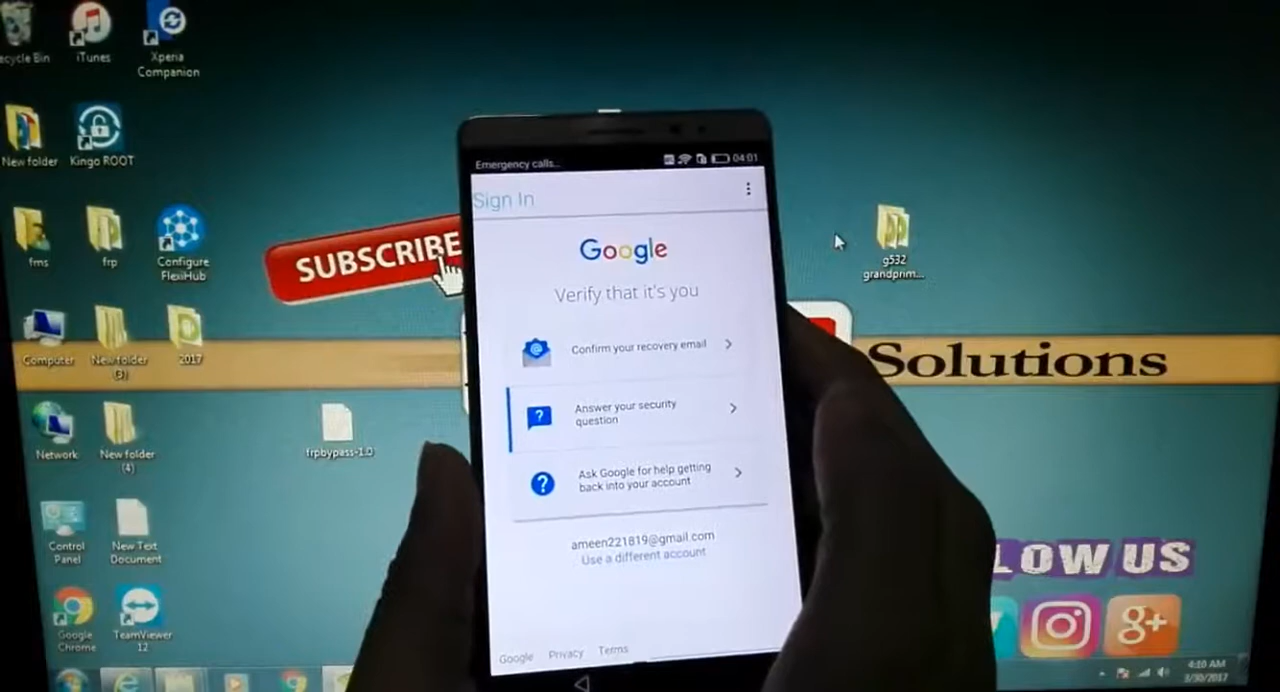 ecycle Bin
iTunes
Xperia
Companion
New folder
Kingo ROOT
fms
frp
Configure
FlexiHub
Computer
New folder
(3)
2017
Network
New folder
(4)
frpbypass-1.0
Control
Panel
New Text
Document
Google
Chrome
TeamViewer
12
SUBSCRIBE
Emergency calls...
04:01
Sign In
Google
Verify that it's you
Confirm your recovery email
Answer your security
question
Ask Google for help getting
back into your account
ameen221819@gmail.com
Use a different account
Google Privacy Terms
g532
grandprim...
Solutions
LOW US
g+
4:10 AM
3/30/2017